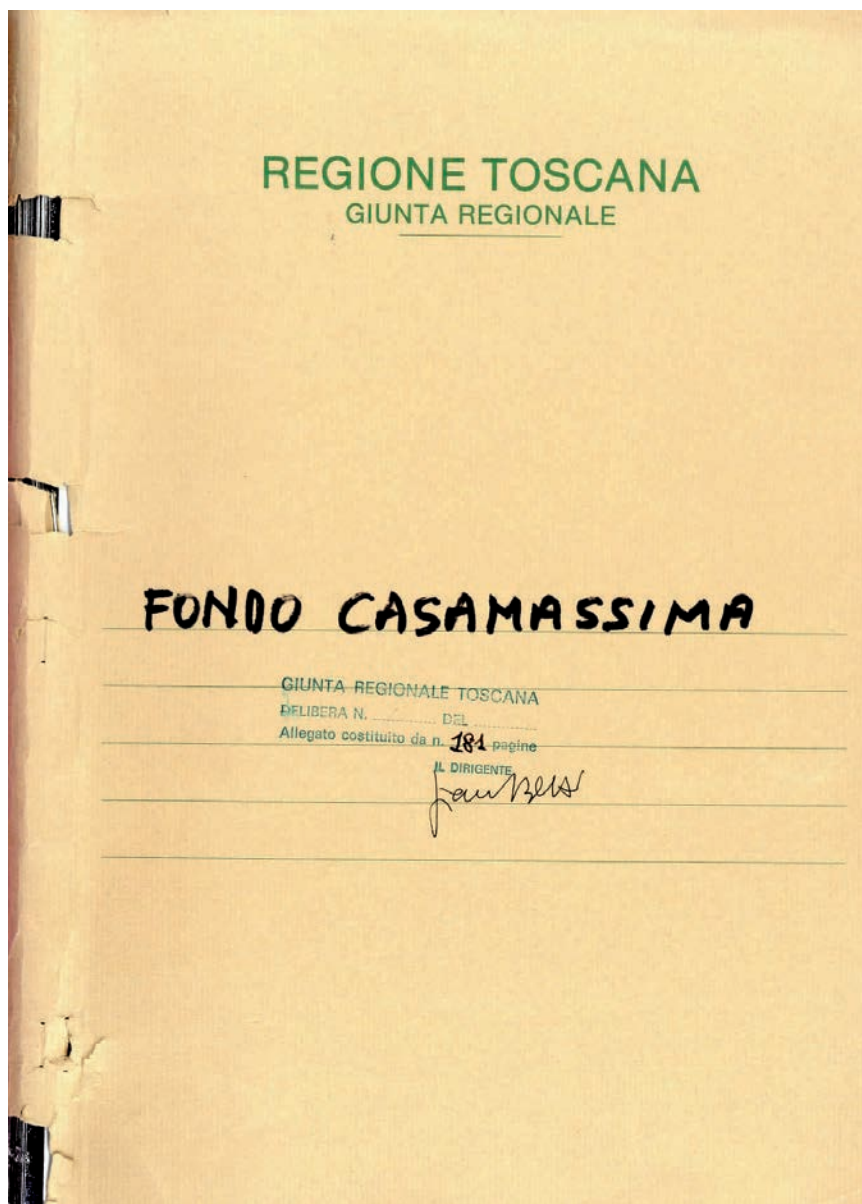 REGIONE TOSCANA
GIUNTA REGIONALE
FONDO CASAMASSIMA
GIUNTA REGIONALE TOSCANA
DELIBERA N. ............ DEL ............
Allegato costituito da n. 181 pagine
IL DIRIGENTE